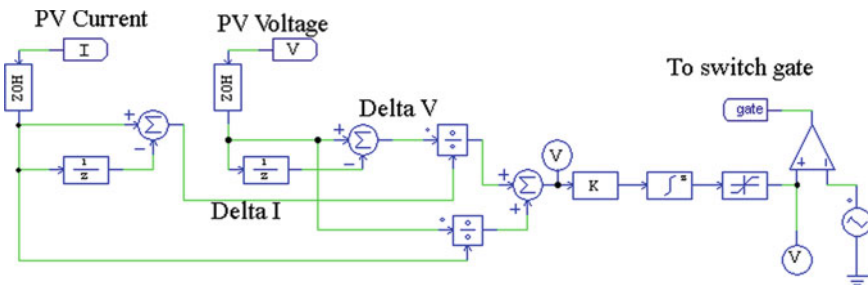 PV Current
PV Voltage
I
V
ZOH
ZOH
To switch gate
Delta V
gate
1/z
1/z
V
K
z
Delta I
V